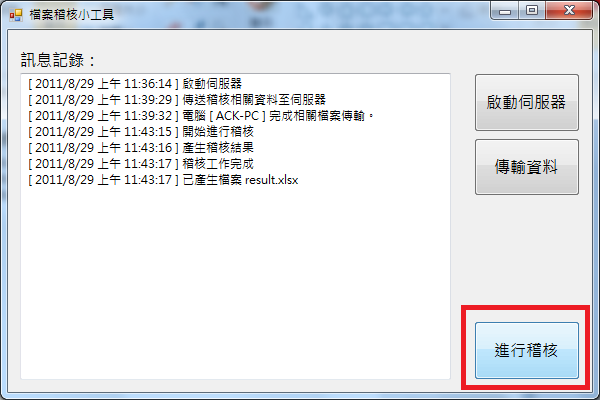 檔案稽核小工具
訊息記錄：
[ 2011/8/29 上午 11:36:14 ] 啟動伺服器
[ 2011/8/29 上午 11:39:29 ] 傳送稽核相關資料至伺服器
[ 2011/8/29 上午 11:39:32 ] 電腦 [ ACK-PC ] 完成相關檔案傳輸。
[ 2011/8/29 上午 11:43:15 ] 開始進行稽核
[ 2011/8/29 上午 11:43:16 ] 產生稽核結果
[ 2011/8/29 上午 11:43:17 ] 稽核工作完成
[ 2011/8/29 上午 11:43:17 ] 已產生檔案 result.xlsx
啟動伺服器
傳輸資料
進行稽核